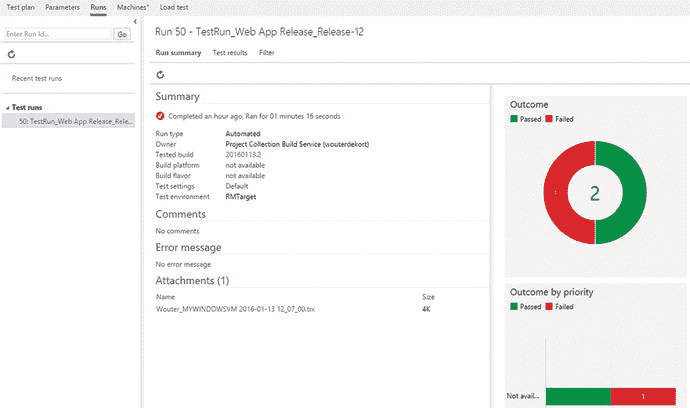 Test plan Parameters Runs Machines* Load test
Enter Run Id... Go
Recent test runs
Test runs
50: TestRun_Web App Release_Rele...
Run 50 - TestRun_Web App Release_Release-12
Run summary Test results Filter
Summary
Completed an hour ago, Ran for 01 minutes 16 seconds
Run type Automated
Owner Project Collection Build Service (wouterdekort)
Tested build 20160113.2
Build platform not available
Build flavor not available
Test settings Default
Test environment RMTarget
Comments
No comments
Error message
No error message
Attachments (1)
Name Size
Wouter_MYWINDOWSVM 2016-01-13 12_07_00.trx 4K
Outcome
Passed Failed
2
Outcome by priority
Passed Failed
Not avail... 1